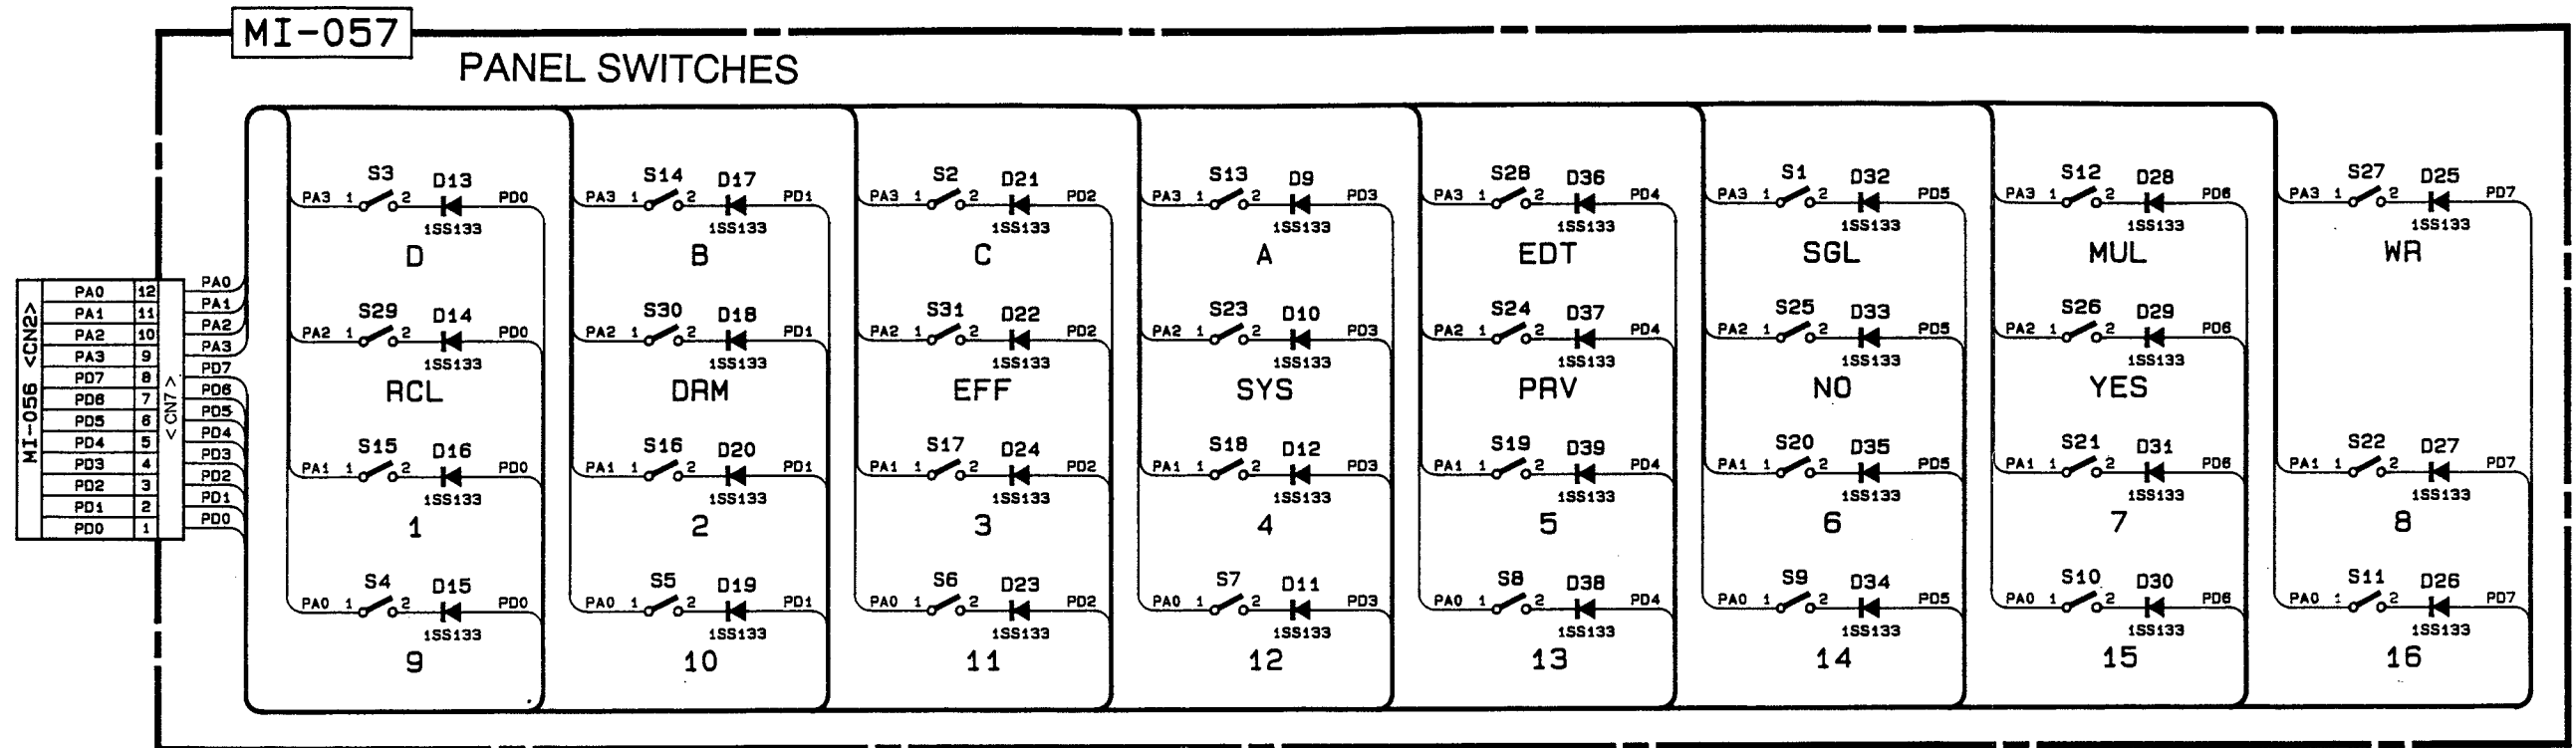 MI-057
PANEL SWITCHES
S3 D13 S14 D17 S2 D21 S13 D9 S28 D36 S1 D32 S12 D28 S27 D25
PA3 1 2 PD0 PA3 1 2 PD1 PA3 1 2 PD2 PA3 1 2 PD3 PA3 1 2 PD4 PA3 1 2 PD5 PA3 1 2 PD6 PA3 1 2 PD7
1SS133 1SS133 1SS133 1SS133 1SS133 1SS133 1SS133 1SS133
D B C A EDT SGL MUL WR
MI-056 <CN2>
PA0 12 PA0
PA1 11 PA1
PA2 10 PA2
PA3 9 PA3
PD7 8 PD7
PD6 7 PD6
PD5 6 PD5
PD4 5 PD4
PD3 4 PD3
PD2 3 PD2
PD1 2 PD1
PD0 1 PD0
<CN7>
S29 D14 S30 D18 S31 D22 S23 D10 S24 D37 S25 D33 S26 D29
PA2 1 2 PD0 PA2 1 2 PD1 PA2 1 2 PD2 PA2 1 2 PD3 PA2 1 2 PD4 PA2 1 2 PD5 PA2 1 2 PD6
1SS133 1SS133 1SS133 1SS133 1SS133 1SS133 1SS133
RCL DRM EFF SYS PRV NO YES
S15 D16 S16 D20 S17 D24 S18 D12 S19 D39 S20 D35 S21 D31 S22 D27
PA1 1 2 PD0 PA1 1 2 PD1 PA1 1 2 PD2 PA1 1 2 PD3 PA1 1 2 PD4 PA1 1 2 PD5 PA1 1 2 PD6 PA1 1 2 PD7
1SS133 1SS133 1SS133 1SS133 1SS133 1SS133 1SS133 1SS133
1 2 3 4 5 6 7 8
S4 D15 S5 D19 S6 D23 S7 D11 S8 D38 S9 D34 S10 D30 S11 D26
PA0 1 2 PD0 PA0 1 2 PD1 PA0 1 2 PD2 PA0 1 2 PD3 PA0 1 2 PD4 PA0 1 2 PD5 PA0 1 2 PD6 PA0 1 2 PD7
1SS133 1SS133 1SS133 1SS133 1SS133 1SS133 1SS133 1SS133
9 10 11 12 13 14 15 16